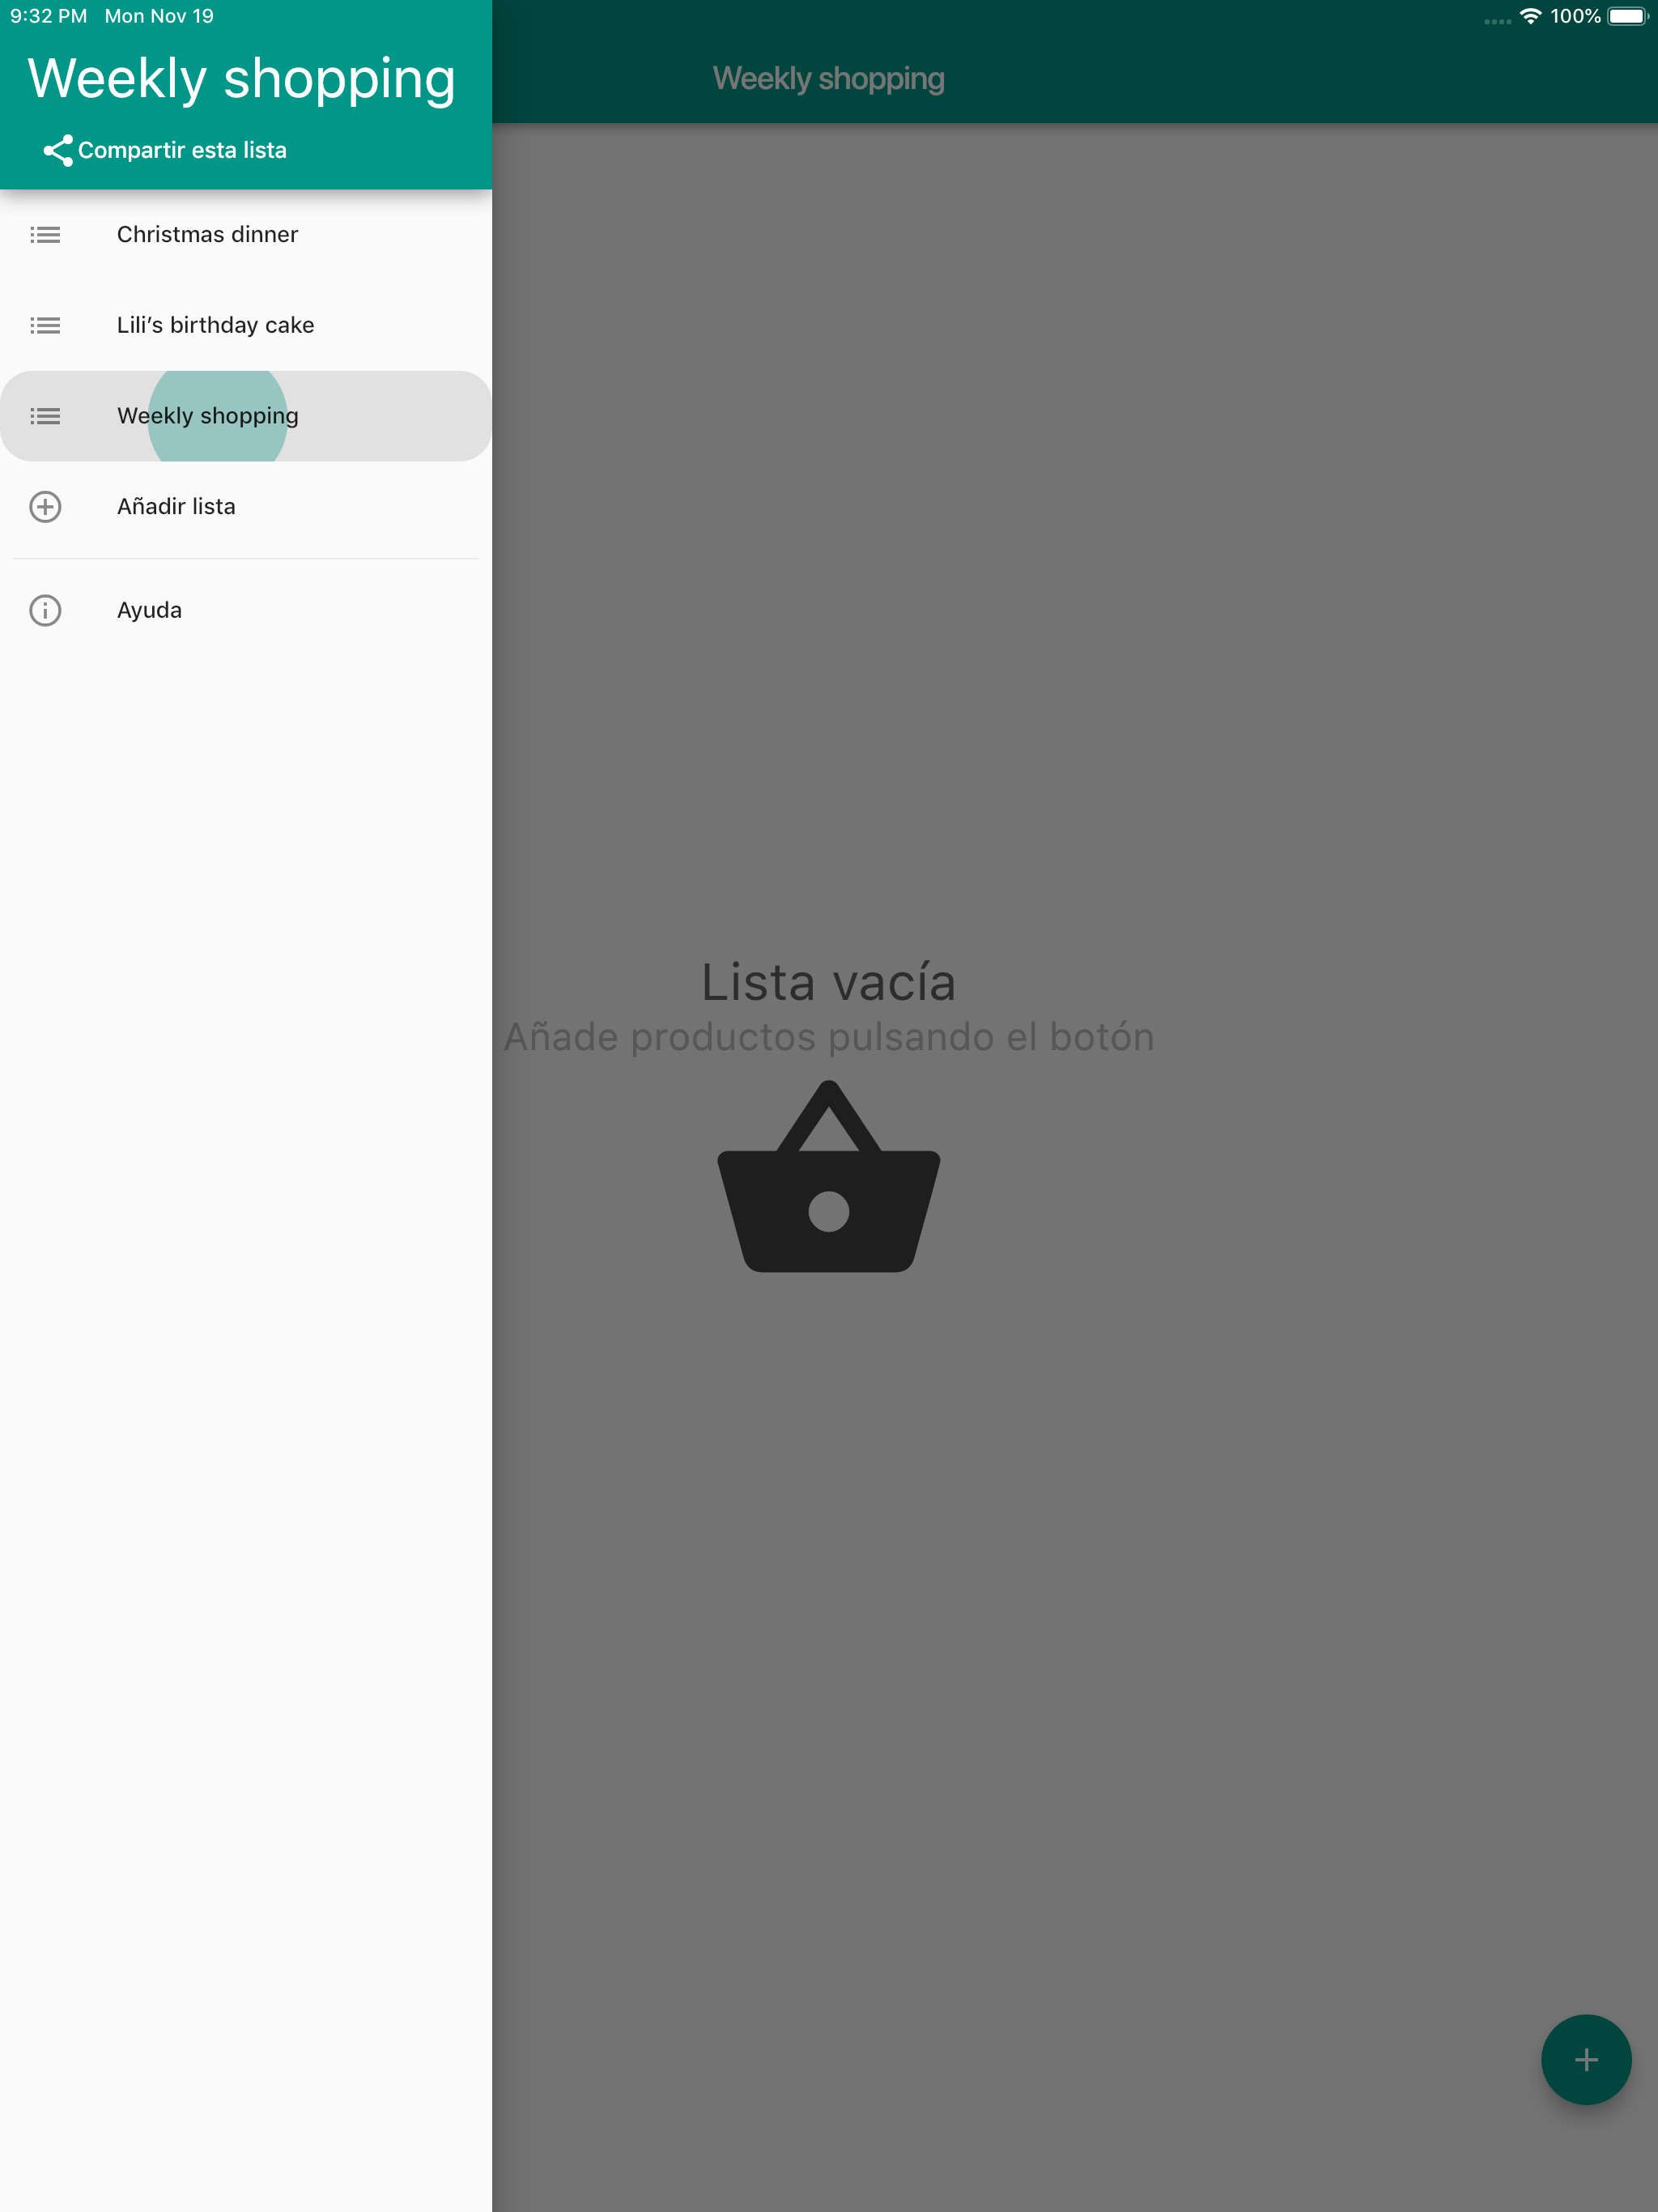 9:32 PM Mon Nov 19
100%
Weekly shopping
Weekly shopping
Compartir esta lista
Christmas dinner
Lili’s birthday cake
Weekly shopping
Añadir lista
Ayuda
Lista vacía
Añade productos pulsando el botón